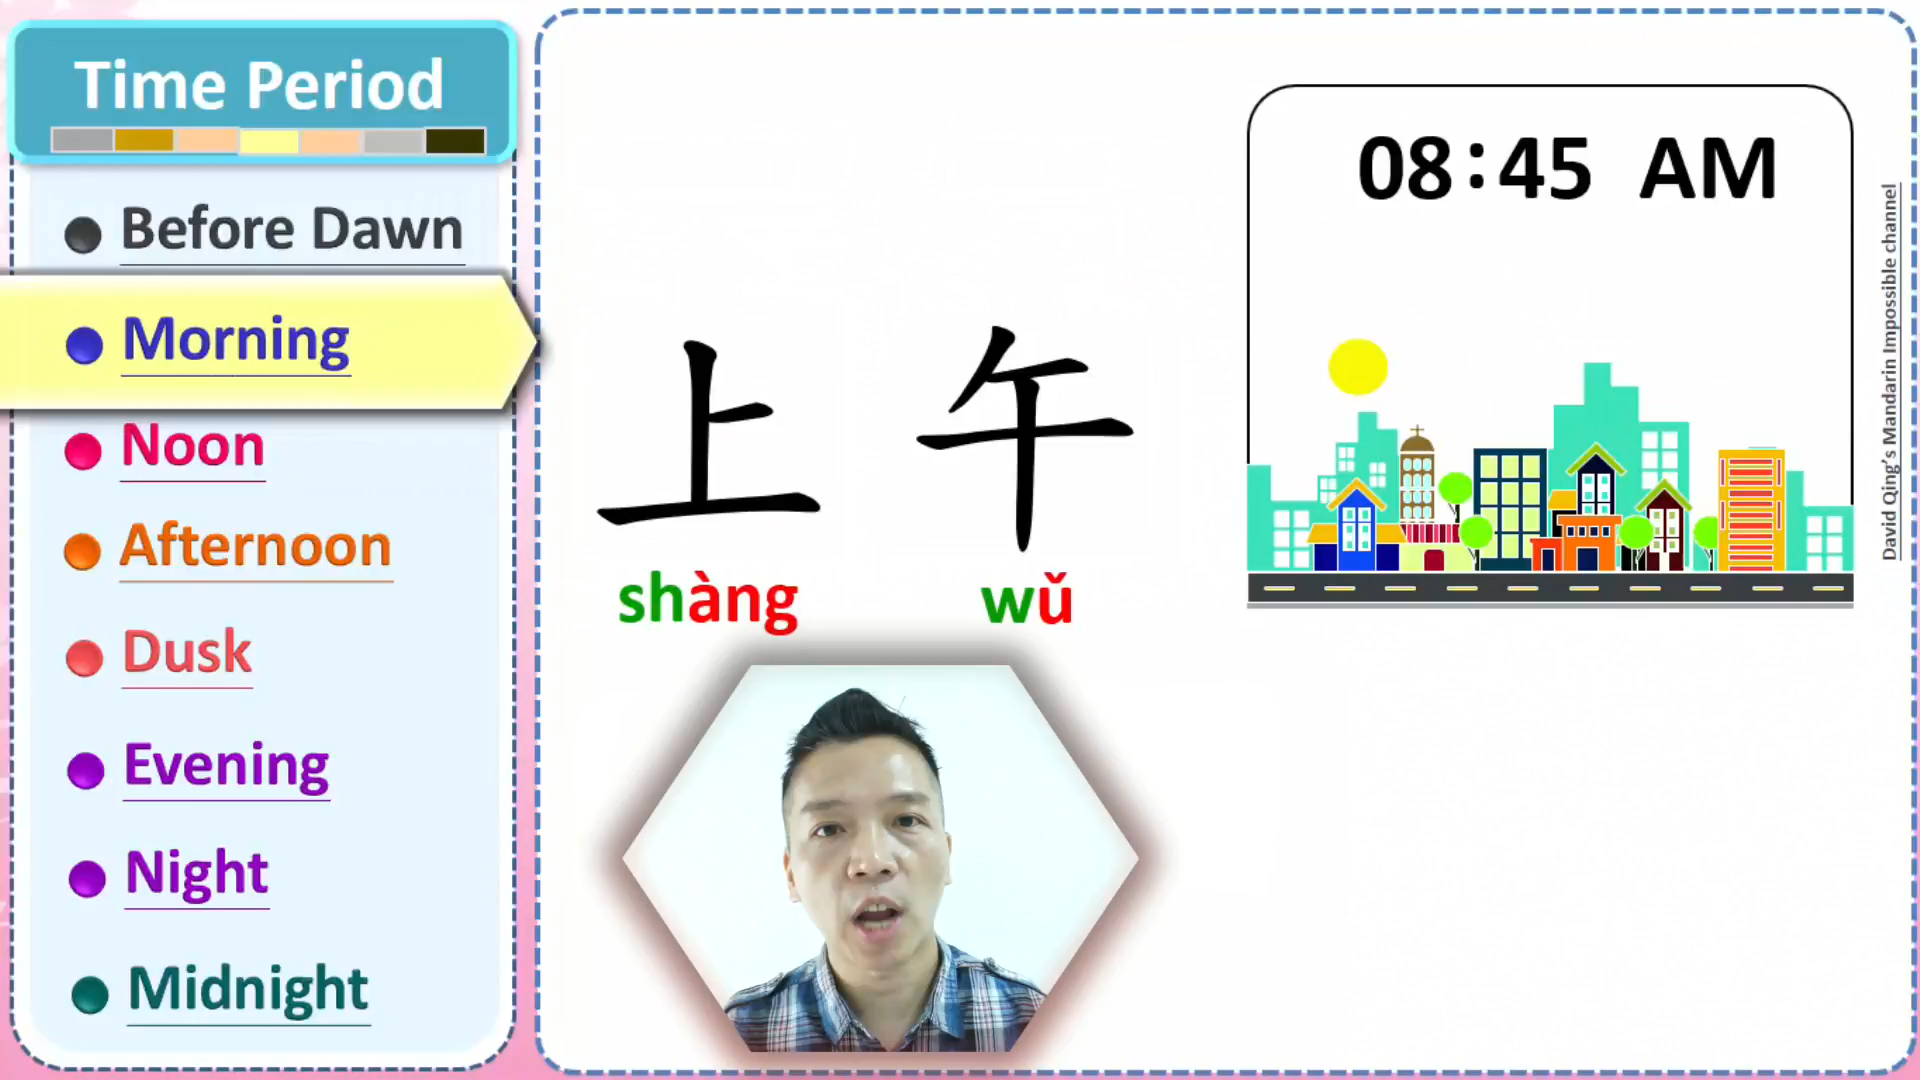 Time Period
Before Dawn
Morning
Noon
Afternoon
Dusk
Evening
Night
Midnight
上午
shàng wǔ
08:45 AM
David Qing's Mandarin Impossible channel